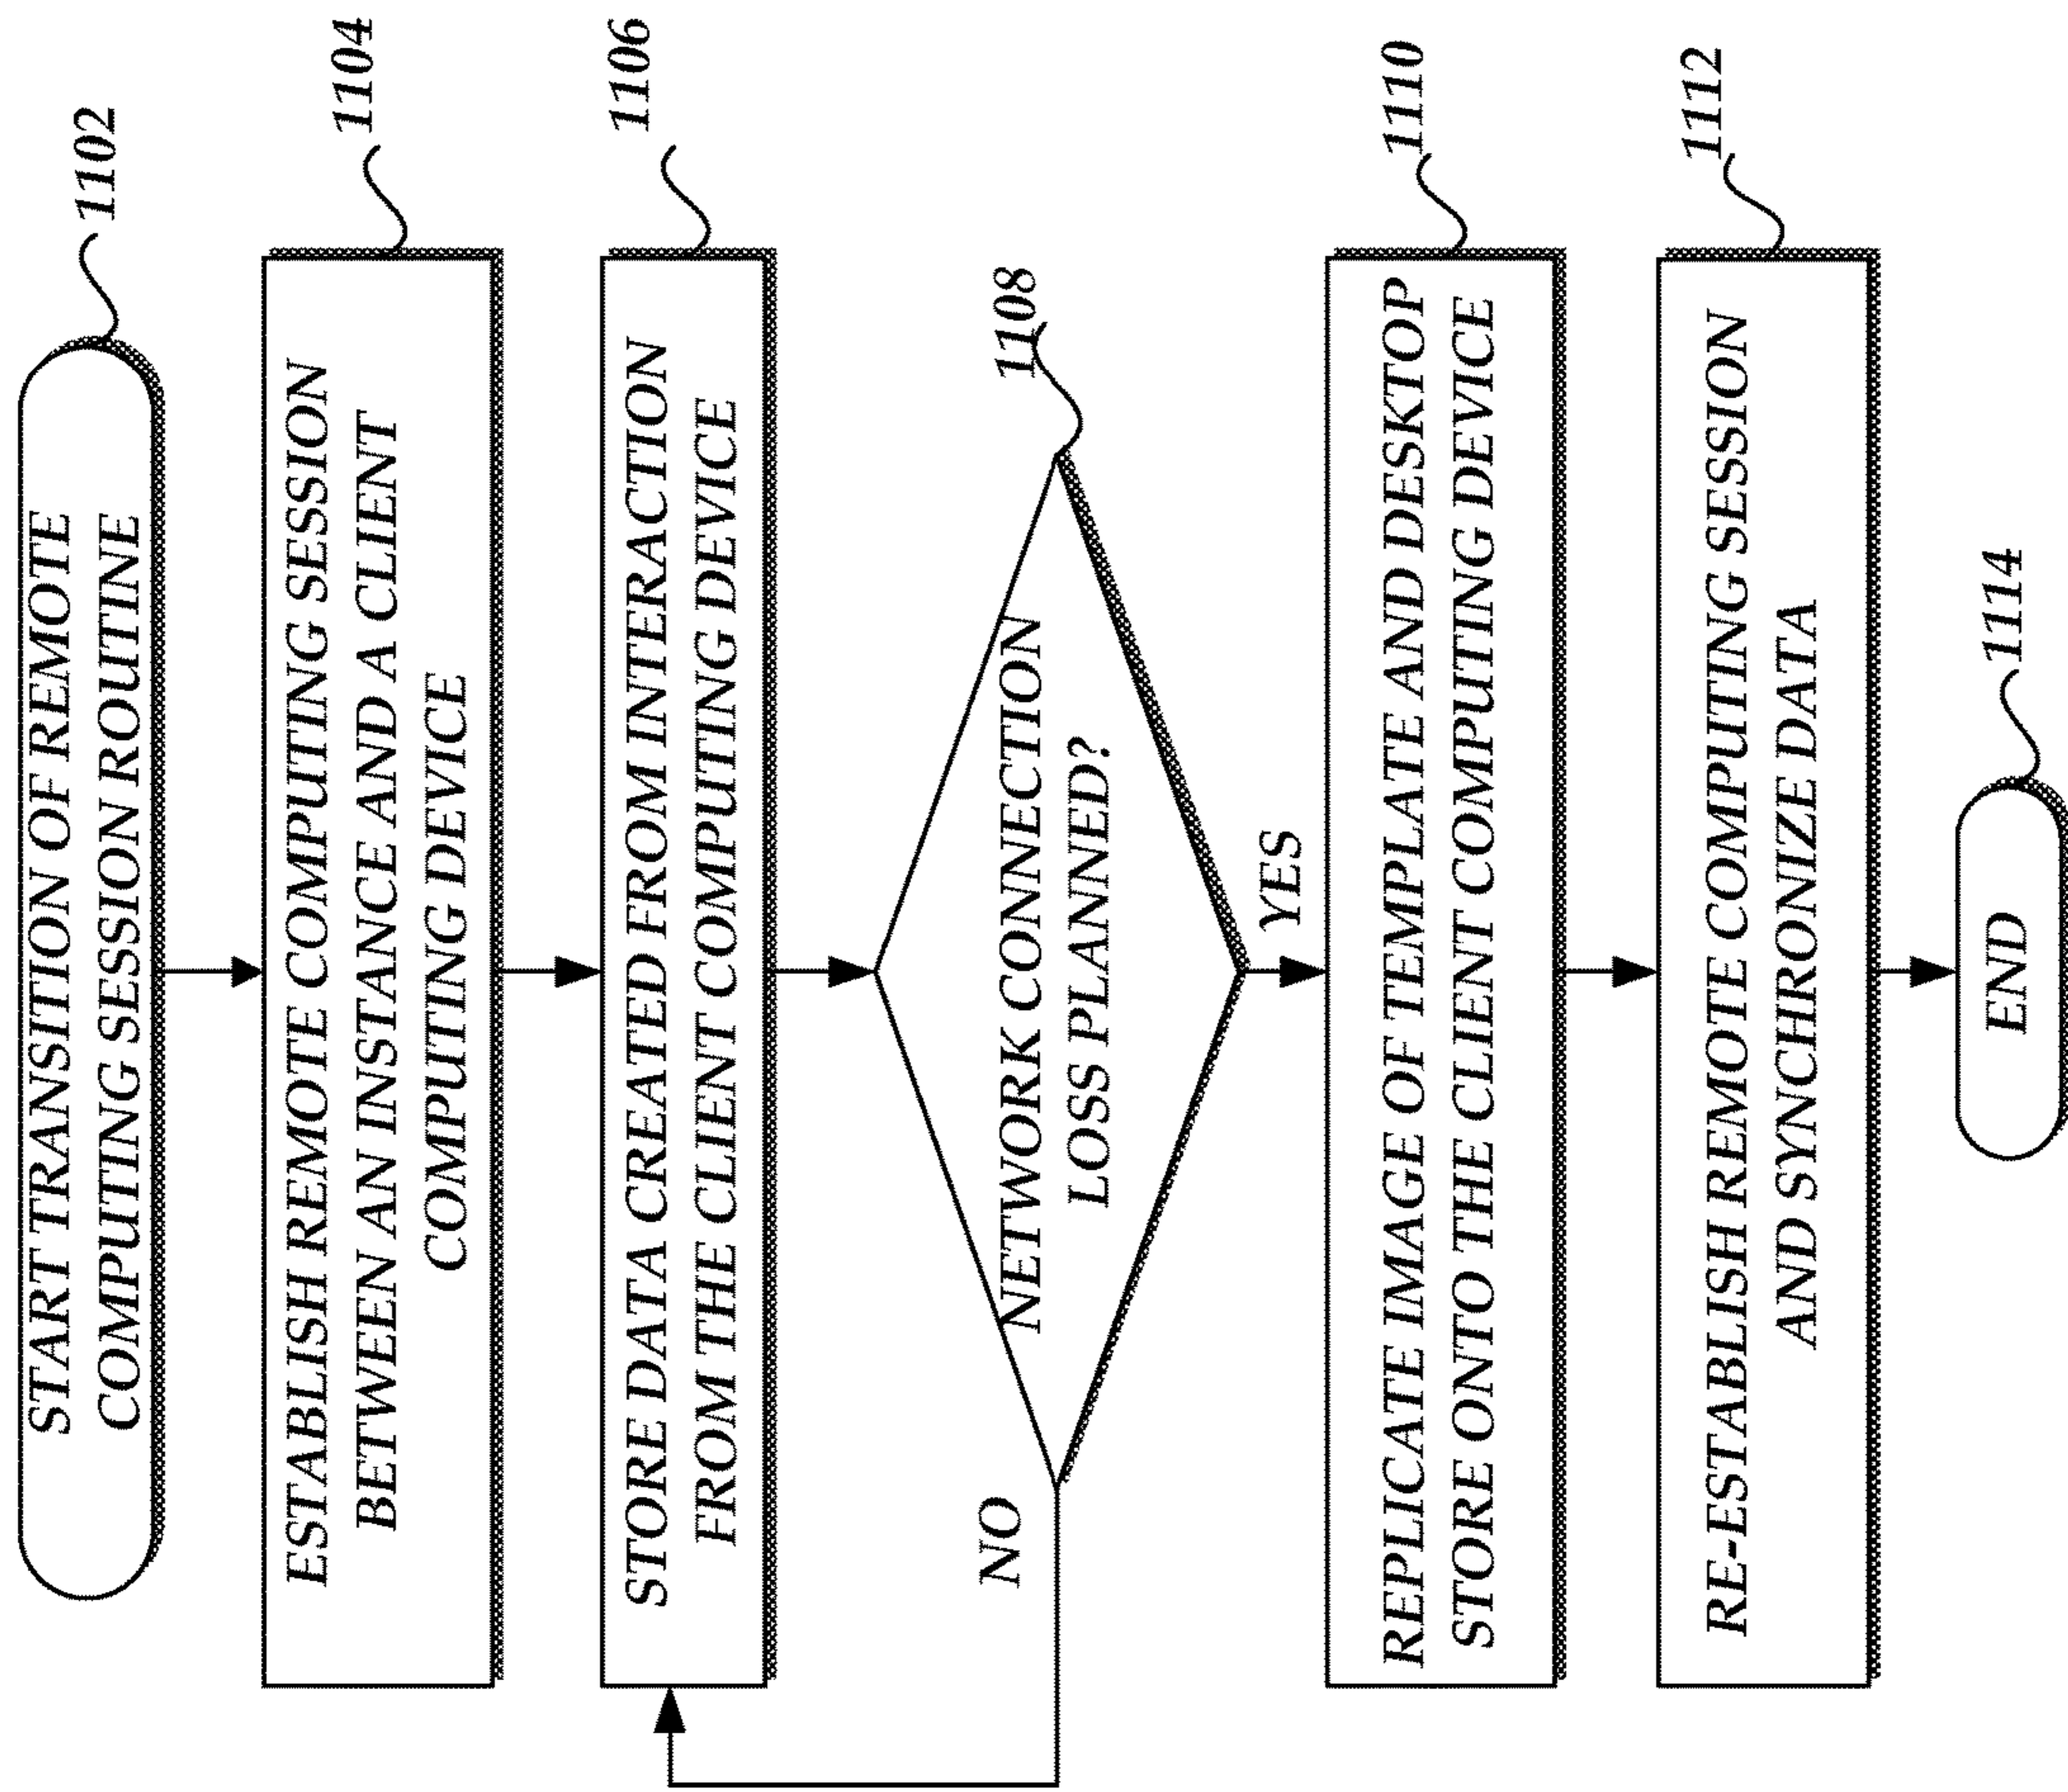 START TRANSITION OF REMOTE
COMPUTING SESSION ROUTINE
1102
ESTABLISH REMOTE COMPUTING SESSION
BETWEEN AN INSTANCE AND A CLIENT
COMPUTING DEVICE
1104
STORE DATA CREATED FROM INTERACTION
FROM THE CLIENT COMPUTING DEVICE
1106
NETWORK CONNECTION
LOSS PLANNED?
1108
NO
YES
REPLICATE IMAGE OF TEMPLATE AND DESKTOP
STORE ONTO THE CLIENT COMPUTING DEVICE
1110
RE-ESTABLISH REMOTE COMPUTING SESSION
AND SYNCHRONIZE DATA
1112
END
1114